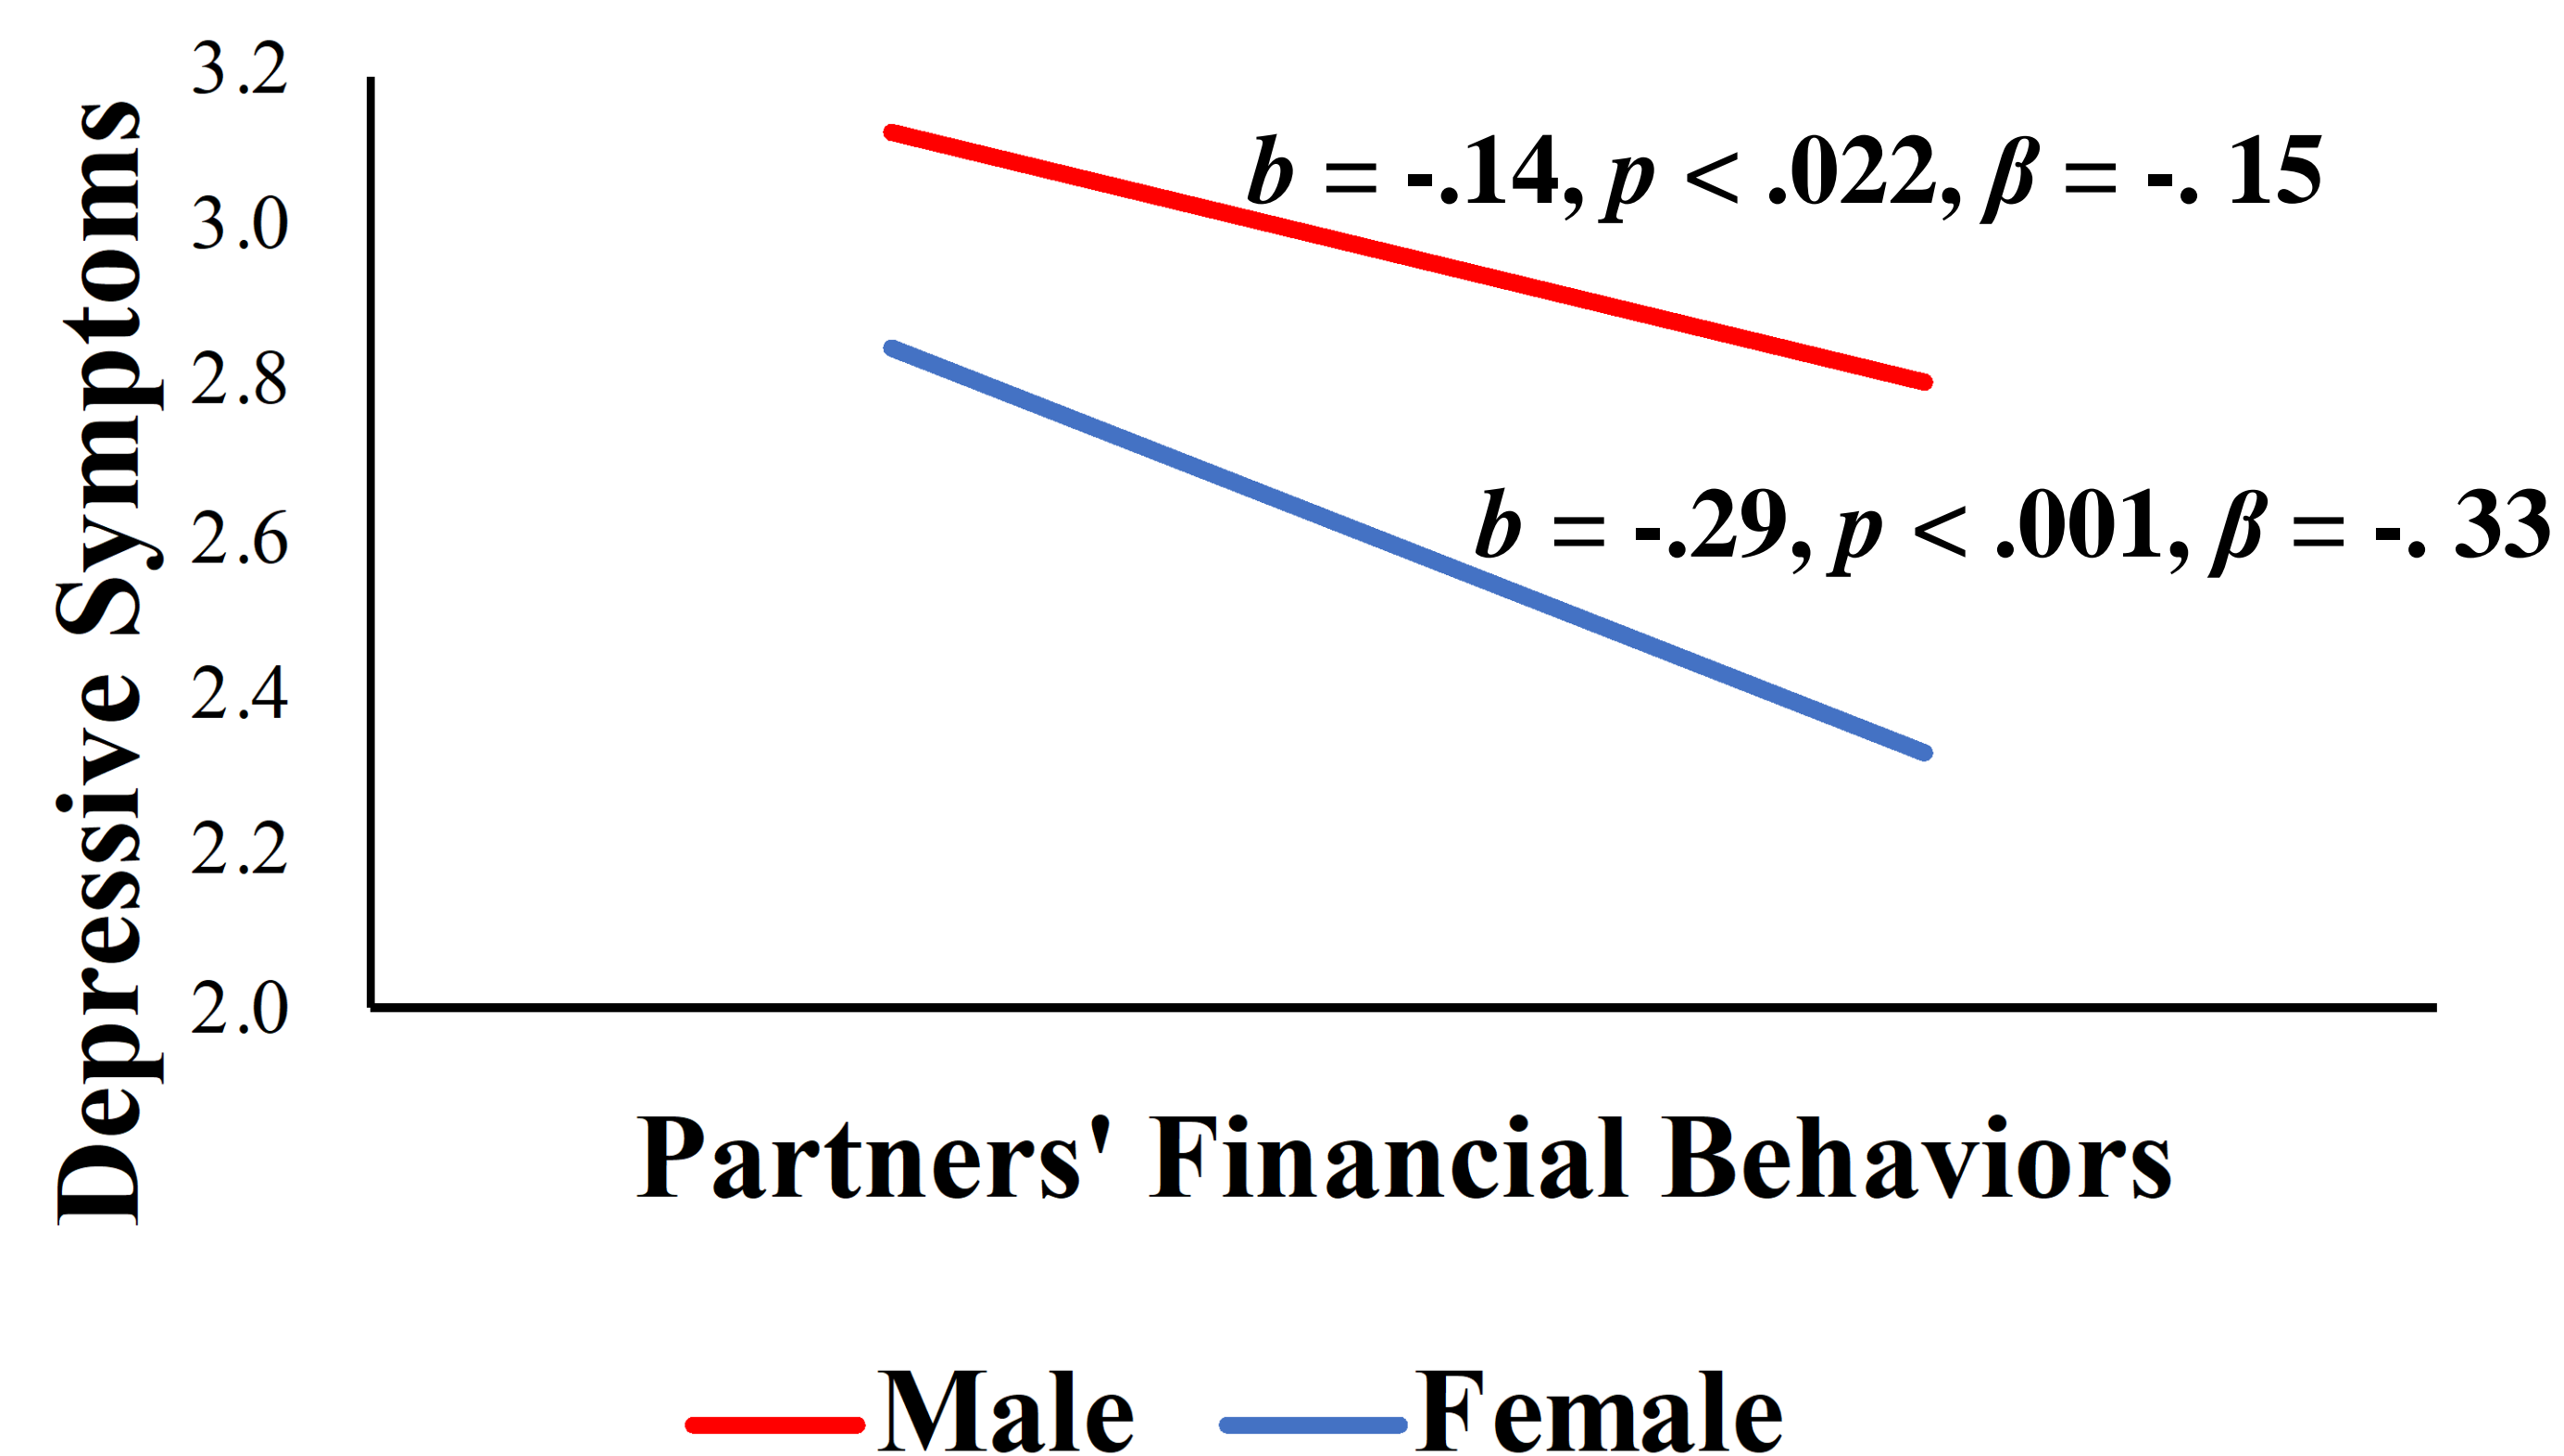 Depressive Symptoms
3.2
3.0
2.8
2.6
2.4
2.2
2.0
b = -.14, p < .022, β = -. 15
b = -.29, p < .001, β = -. 33
Partners' Financial Behaviors
Male Female